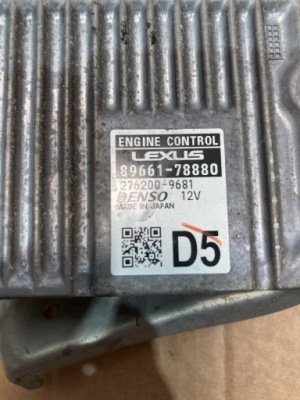 ENGINE CONTROL
LEXUS
89661-78880
276200-9681
DENSO 12V
MADE IN JAPAN
D5